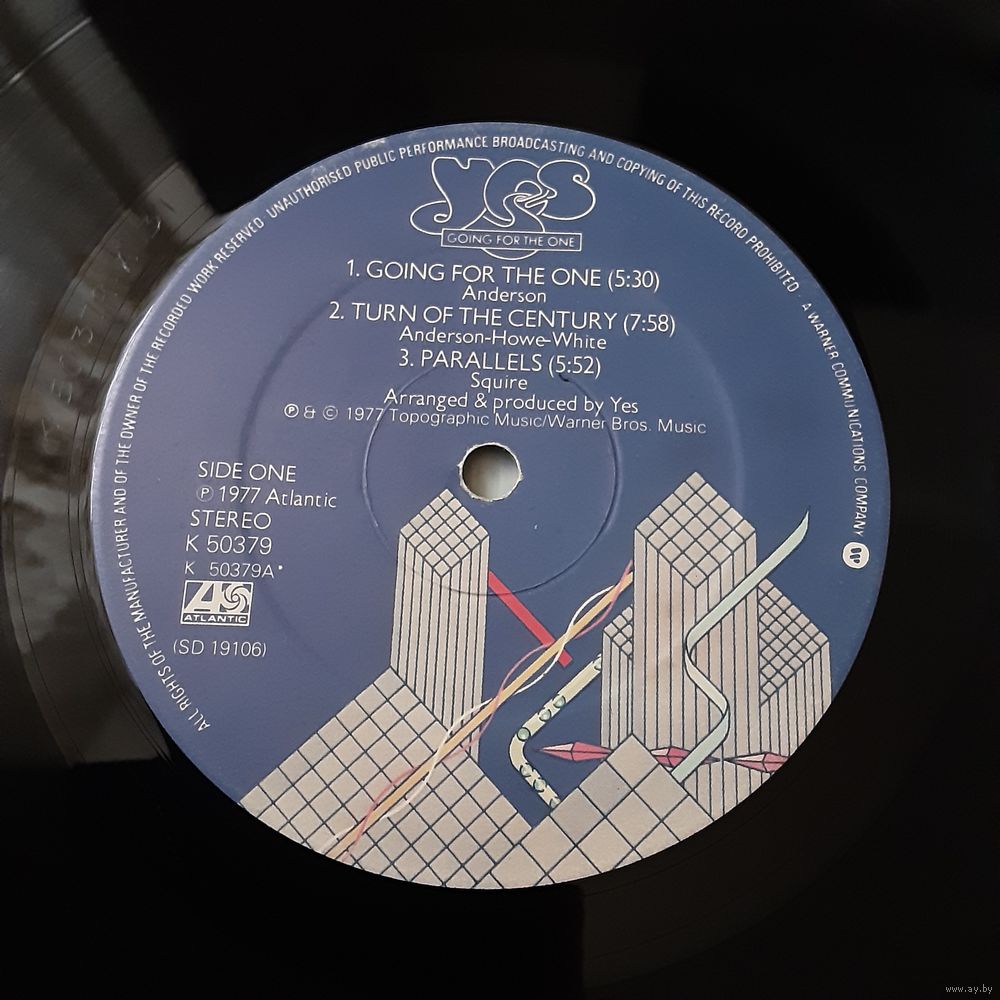 ALL RIGHTS OF THE MANUFACTURER AND OF THE OWNER OF THE RECORDED WORK RESERVED · UNAUTHORISED PUBLIC PERFORMANCE BROADCASTING AND COPYING OF THIS RECORD PROHIBITED · A WARNER COMMUNICATIONS COMPANY
YES
GOING FOR THE ONE
1. GOING FOR THE ONE (5:30)
Anderson
2. TURN OF THE CENTURY (7:58)
Anderson-Howe-White
3. PARALLELS (5:52)
Squire
Arranged & produced by Yes
℗ & © 1977 Topographic Music/Warner Bros. Music
SIDE ONE
℗ 1977 Atlantic
STEREO
K 50379
K 50379A*
ATLANTIC
(SD 19106)
www.ay.by